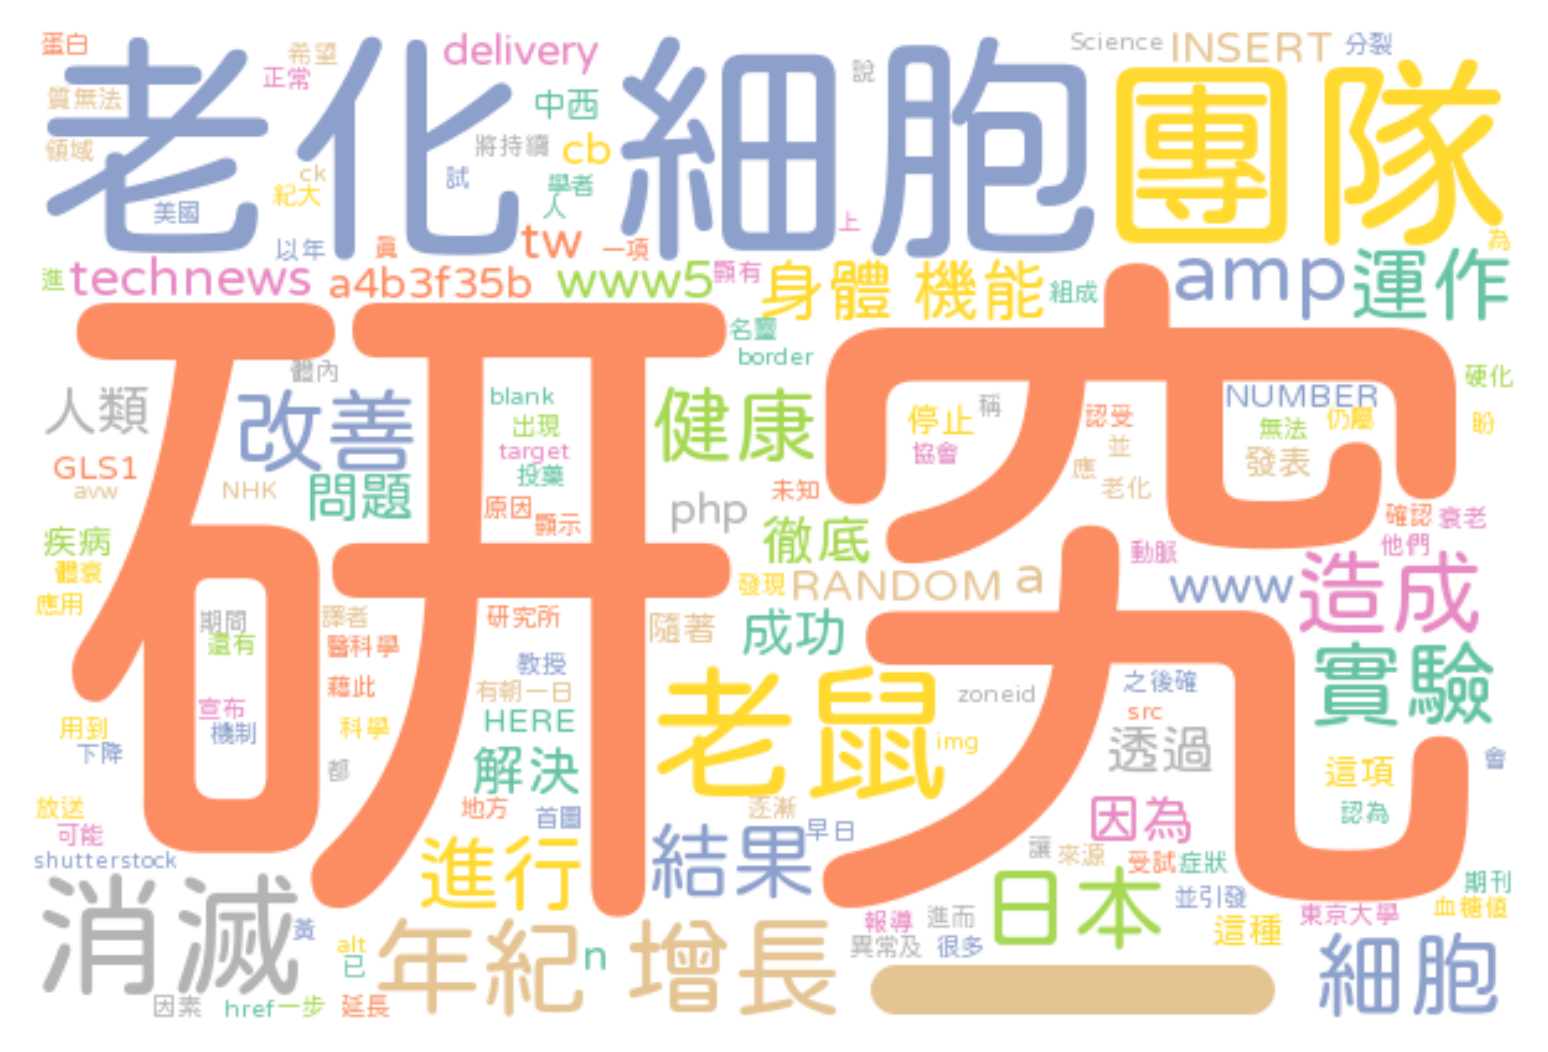 蛋白
希望
正常
delivery
Science
INSERT
分裂
老化
細胞
團隊
質無法
領域
ck
紀大
美國
以年
真
中西
將持續
cb
試
學者
人
說
上
tw
一項
為
進
technews
a4b3f35b
www5
顯有
身體
機能
組成
amp
運作
研究
名靈
border
體內
人類
改善
GLS1
avw
NHK
問題
blank
出現
target
投藥
原因
顯示
健康
php
未知
徹底
停止
稱
協會
認受
並
應
老化
NUMBER
無法
仍屬
發表
硬化
盼
確認
衰老
他們
疾病
體衰
應用
發現
RANDOM
a
動脈
www
造成
期間
還有
譯者
醫科學
研究所
隨著
成功
實驗
教授
有朝一日
HERE
藉此
宣布
機制
科學
用到
下降
都
解決
老鼠
zoneid
img
之後確
src
透過
這項
會
認為
放送
可能
shutterstock
地方
首圖
逐漸
早日
因為
進行
結果
讓
來源
受試
症狀
消滅
黃
alt
已
年紀
n
增長
日本
並引發
期刊
血糖值
東京大學
這種
報導
進而
異常及
很多
一
細胞
因素
href
一步
延長